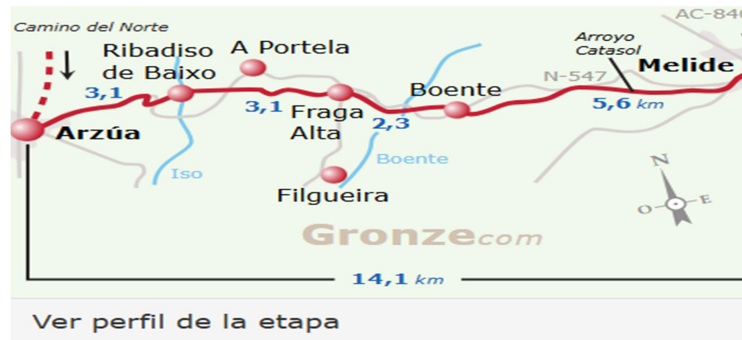 Camino del Norte
AC-840
Ribadiso
de Baixo
A Portela
Arroyo
Catasol
Melide
N-547
Boente
3,1
3,1
Fraga
Alta
2,3
5,6 km
Arzúa
Iso
Boente
Filgueira
N
O
E
Gronze.com
14,1 km
Ver perfil de la etapa